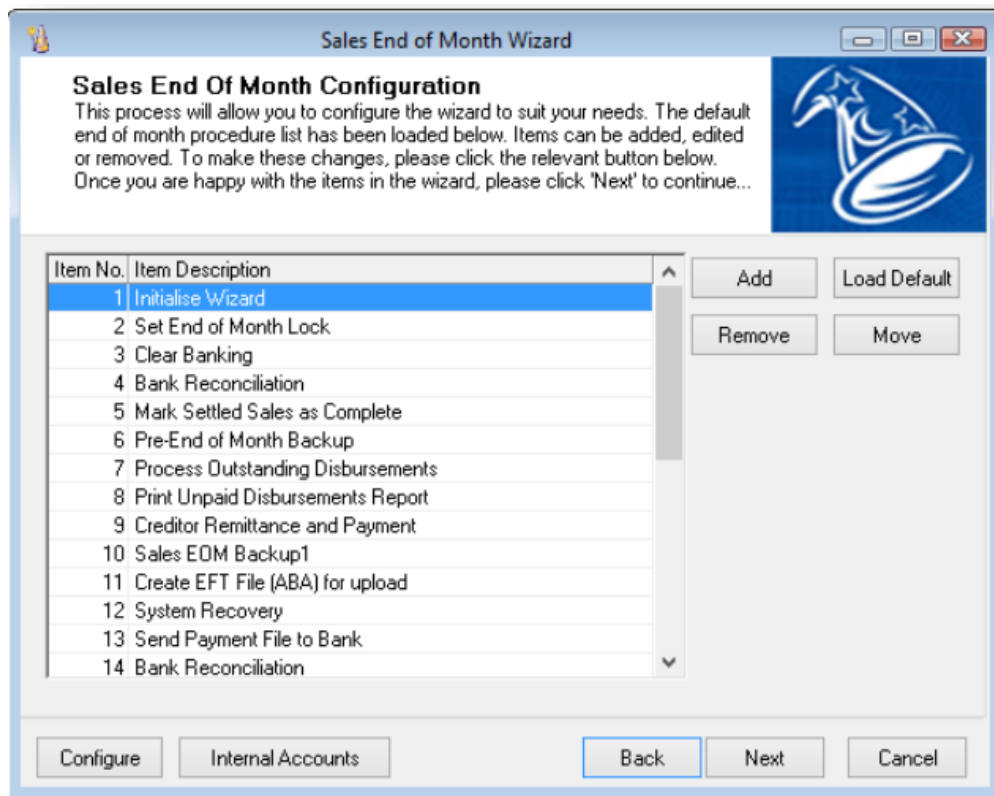 Sales End of Month Wizard
Sales End Of Month Configuration
This process will allow you to configure the wizard to suit your needs. The default
end of month procedure list has been loaded below. Items can be added, edited
or removed. To make these changes, please click the relevant button below.
Once you are happy with the items in the wizard, please click 'Next' to continue...
Item No. Item Description
1 Initialise Wizard
2 Set End of Month Lock
3 Clear Banking
4 Bank Reconciliation
5 Mark Settled Sales as Complete
6 Pre-End of Month Backup
7 Process Outstanding Disbursements
8 Print Unpaid Disbursements Report
9 Creditor Remittance and Payment
10 Sales EOM Backup1
11 Create EFT File (ABA) for upload
12 System Recovery
13 Send Payment File to Bank
14 Bank Reconciliation
Add Load Default
Remove Move
Configure Internal Accounts Back Next Cancel